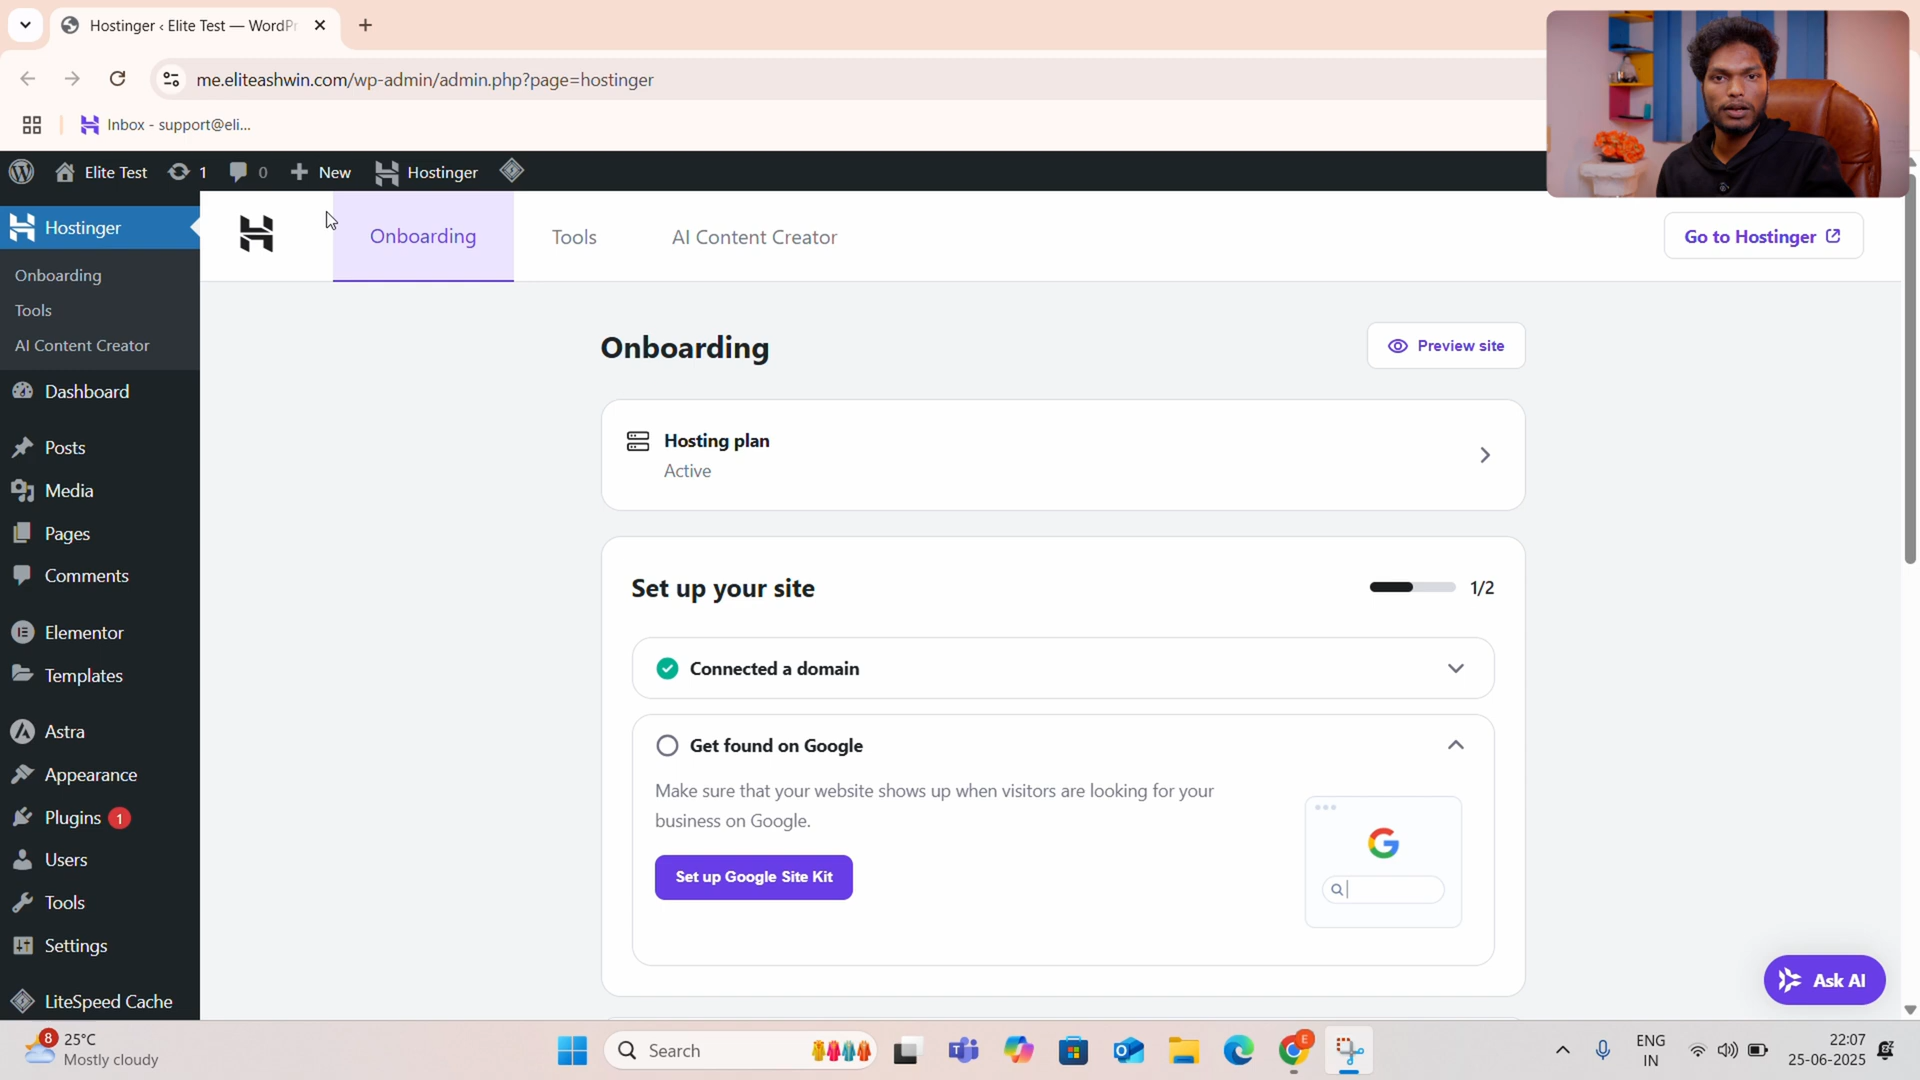 Hostinger ‹ Elite Test — WordPr
me.eliteashwin.com/wp-admin/admin.php?page=hostinger
Inbox - support@eli...
Elite Test
1
0
New
Hostinger
Hostinger
Onboarding
Tools
AI Content Creator
Dashboard
Posts
Media
Pages
Comments
Elementor
Templates
Astra
Appearance
Plugins 1
Users
Tools
Settings
LiteSpeed Cache
Onboarding
Tools
AI Content Creator
Go to Hostinger
Onboarding
Preview site
Hosting plan
Active
Set up your site
1/2
Connected a domain
Get found on Google
Make sure that your website shows up when visitors are looking for your
business on Google.
Set up Google Site Kit
Ask AI
8
25°C
Mostly cloudy
Search
E
ENG
IN
22:07
25-06-2025